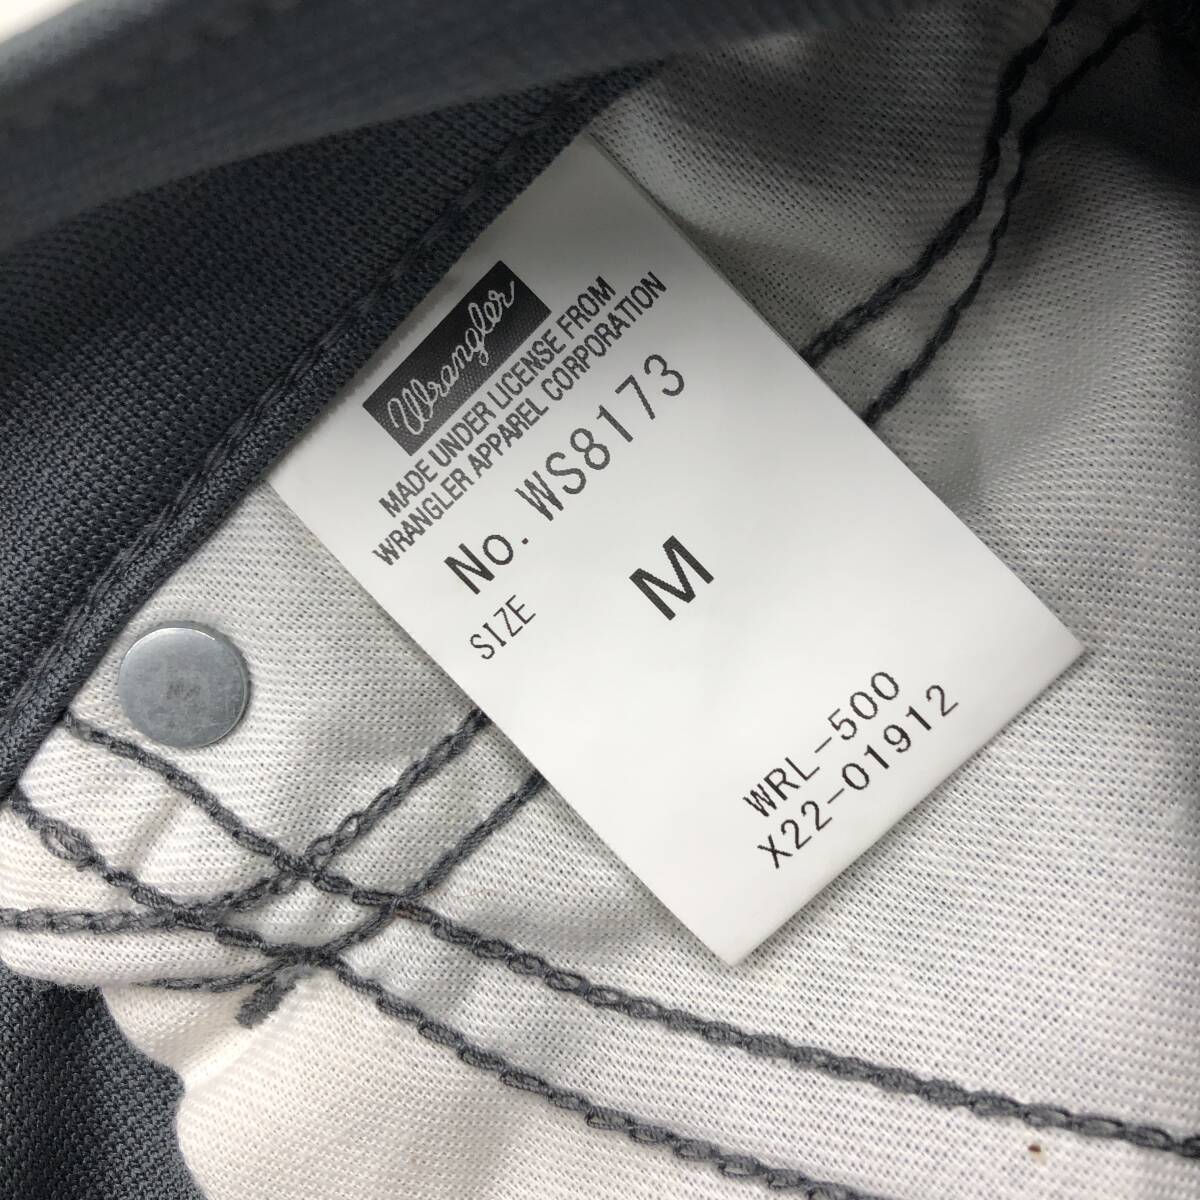 Wrangler
MADE UNDER LICENSE FROM
WRANGLER APPAREL CORPORATION
No. WS8173
SIZE M
WRL-500
X22-01912